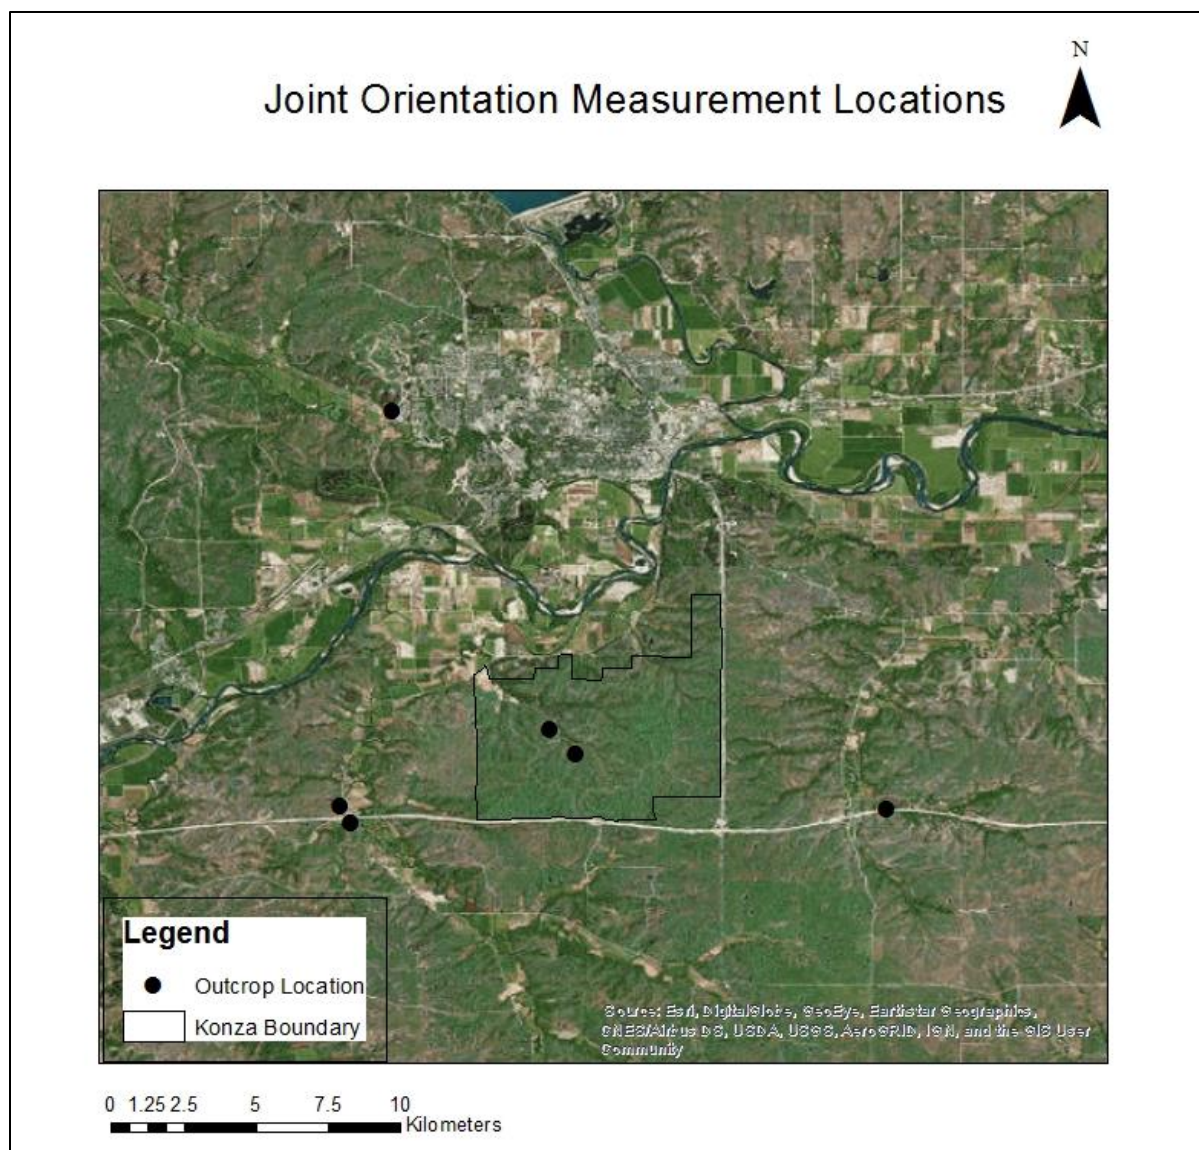 N
Joint Orientation Measurement Locations
Legend
Outcrop Location
Konza Boundary
Source: Esri, DigitalGlobe, GeoEye, Earthstar Geographics,
CNES/Airbus DS, USDA, USGS, AeroGRID, IGN, and the GIS User
Community
0 1.25 2.5 5 7.5 10
Kilometers